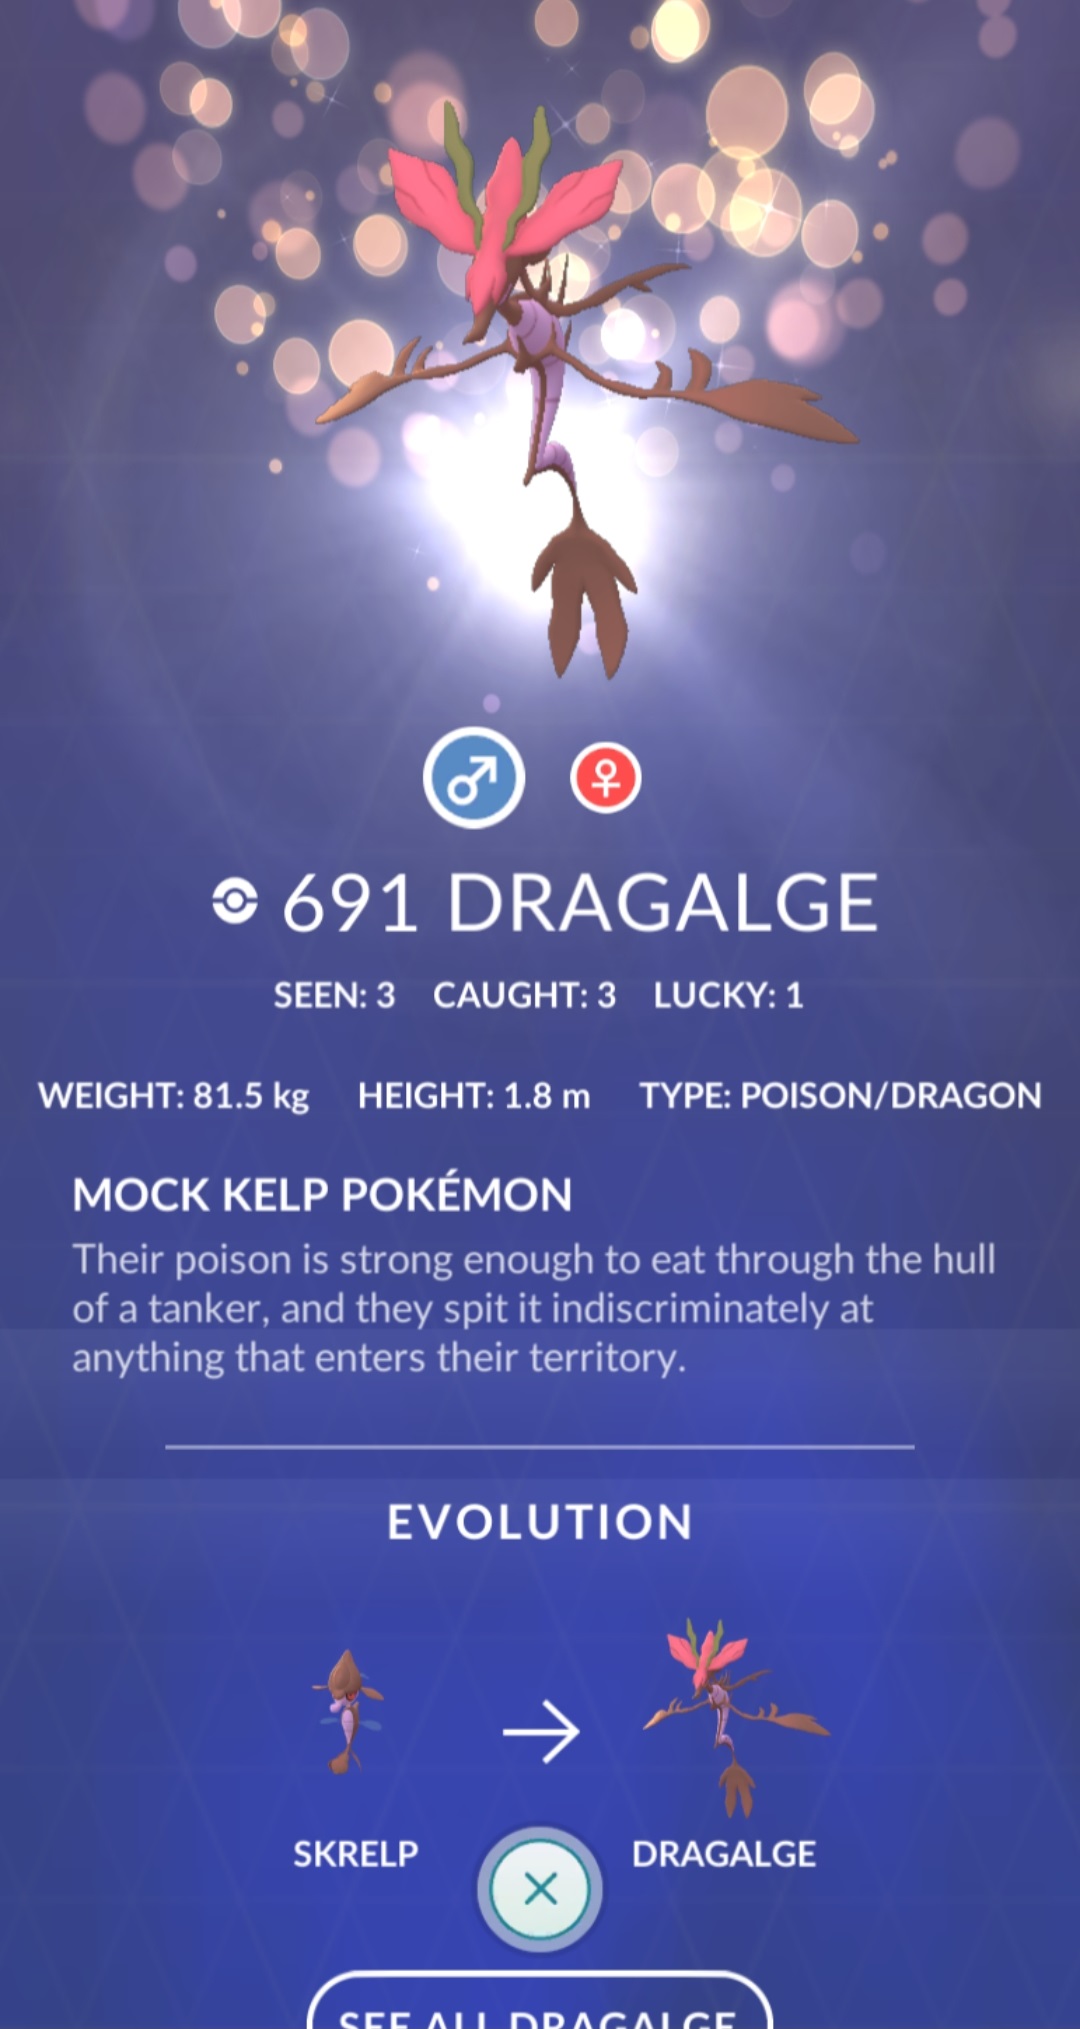 691 DRAGALGE
SEEN: 3 CAUGHT: 3 LUCKY: 1
WEIGHT: 81.5 kg HEIGHT: 1.8 m TYPE: POISON/DRAGON
MOCK KELP POKÉMON
Their poison is strong enough to eat through the hull
of a tanker, and they spit it indiscriminately at
anything that enters their territory.
EVOLUTION
SKRELP DRAGALGE
SEE ALL DRAGALGE